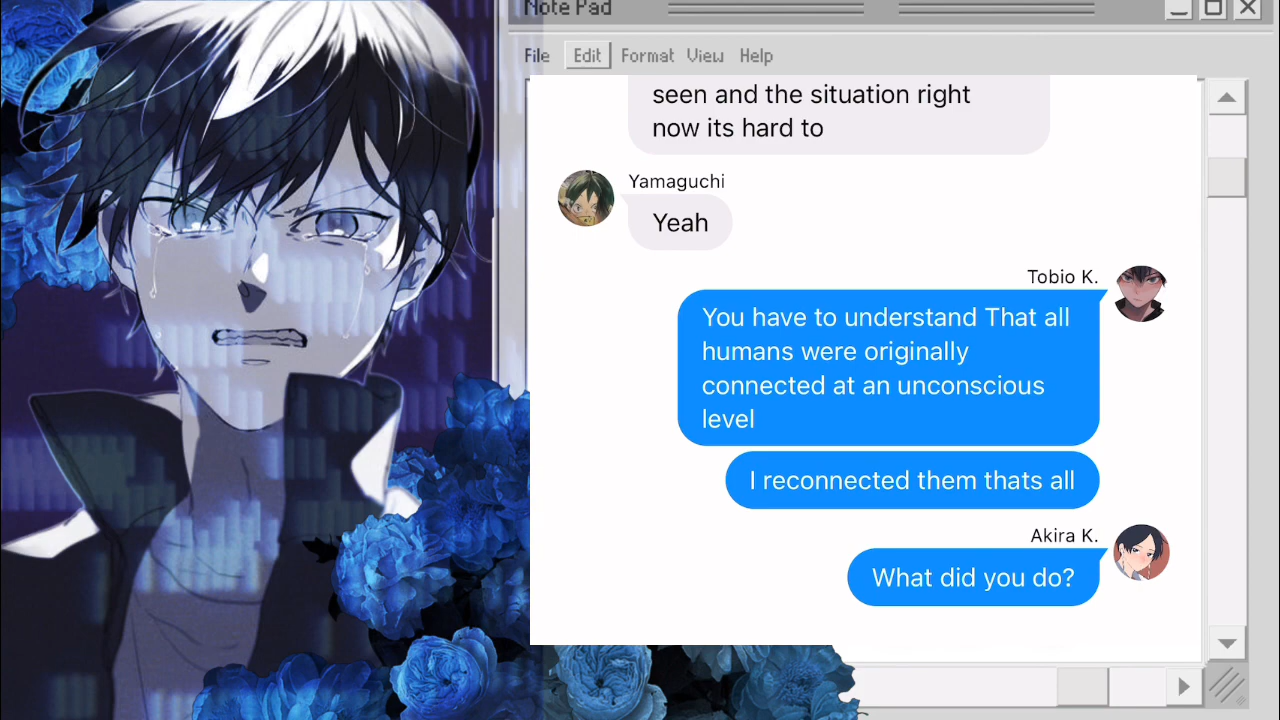 Note Pad
File Edit Format View Help
seen and the situation right
now its hard to
Yamaguchi
Yeah
Tobio K.
You have to understand That all
humans were originally
connected at an unconscious
level
I reconnected them thats all
Akira K.
What did you do?